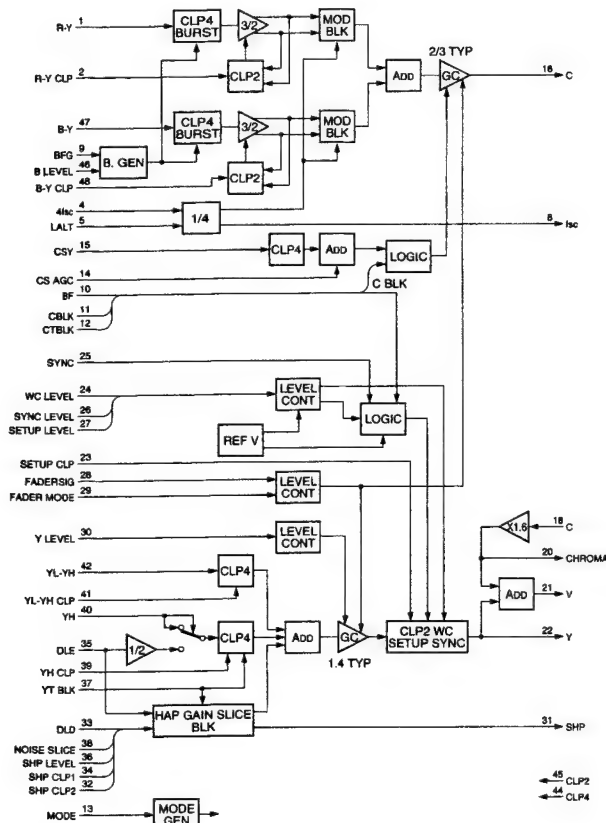 1
R-Y
CLP4
BURST
3/2
MOD
BLK
2/3 TYP
2
R-Y CLP
CLP2
ADD
GC
16
C
47
B-Y
CLP4
BURST
3/2
MOD
BLK
9
BFG
46
B LEVEL
B. GEN
48
B-Y CLP
CLP2
4
4fsc
5
LALT
1/4
6
fsc
15
CSY
CLP4
ADD
LOGIC
14
CS AGC
C BLK
10
BF
11
CBLK
12
CTBLK
25
SYNC
24
WC LEVEL
LEVEL
CONT
26
SYNC LEVEL
27
SETUP LEVEL
LOGIC
REF V
23
SETUP CLP
28
FADERSIG
29
FADER MODE
LEVEL
CONT
30
Y LEVEL
LEVEL
CONT
X1.6
18
C
20
CHROMA
42
YL-YH
CLP4
41
YL-YH CLP
ADD
21
V
40
YH
35
DLE
1/2
CLP4
ADD
GC
1.4 TYP
CLP2 WC
SETUP SYNC
22
Y
39
YH CLP
37
YT BLK
33
DLD
HAP GAIN SLICE
BLK
31
SHP
38
NOISE SLICE
36
SHP LEVEL
34
SHP CLP1
32
SHP CLP2
45
CLP2
44
CLP4
13
MODE
MODE
GEN